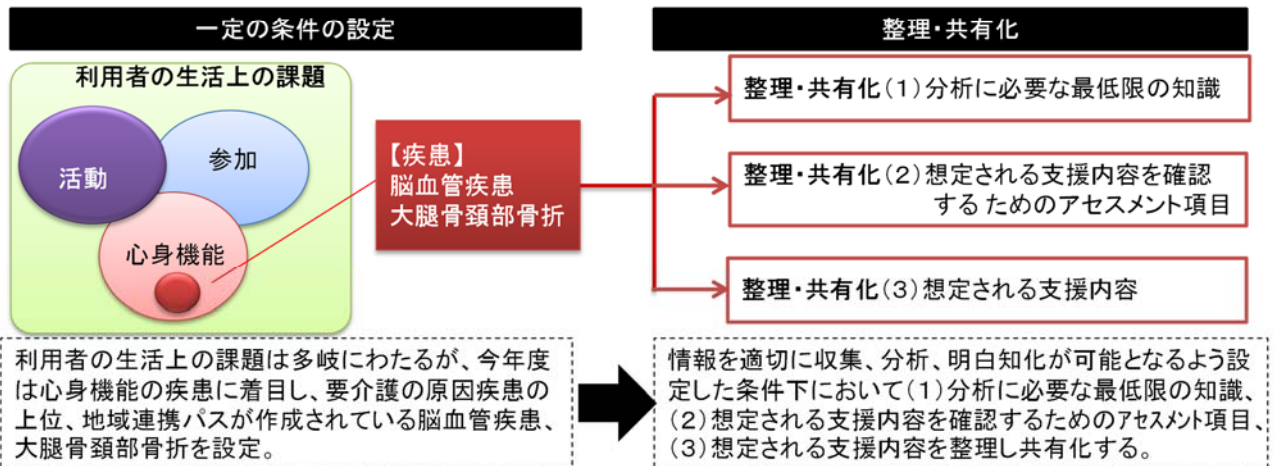 一定の条件の設定
整理・共有化
利用者の生活上の課題
活動
参加
心身機能
【疾患】
脳血管疾患
大腿骨頚部骨折
整理・共有化(1)分析に必要な最低限の知識
整理・共有化(2)想定される支援内容を確認
するためのアセスメント項目
整理・共有化(3)想定される支援内容
利用者の生活上の課題は多岐にわたるが、今年度
は心身機能の疾患に着目し、要介護の原因疾患の
上位、地域連携パスが作成されている脳血管疾患、
大腿骨頚部骨折を設定。
情報を適切に収集、分析、明白知化が可能となるよう設
定した条件下において(1)分析に必要な最低限の知識、
(2)想定される支援内容を確認するためのアセスメント項目、
(3)想定される支援内容を整理し共有化する。